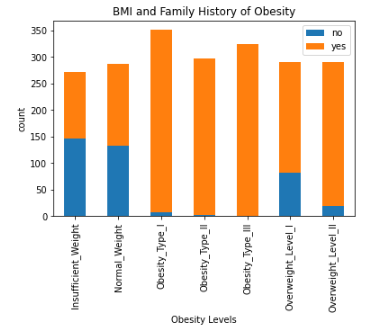 BMI and Family History of Obesity
no
yes
count
350
300
250
200
150
100
50
0
Insufficient_Weight
Normal_Weight
Obesity_Type_I
Obesity_Type_II
Obesity_Type_III
Overweight_Level_I
Overweight_Level_II
Obesity Levels